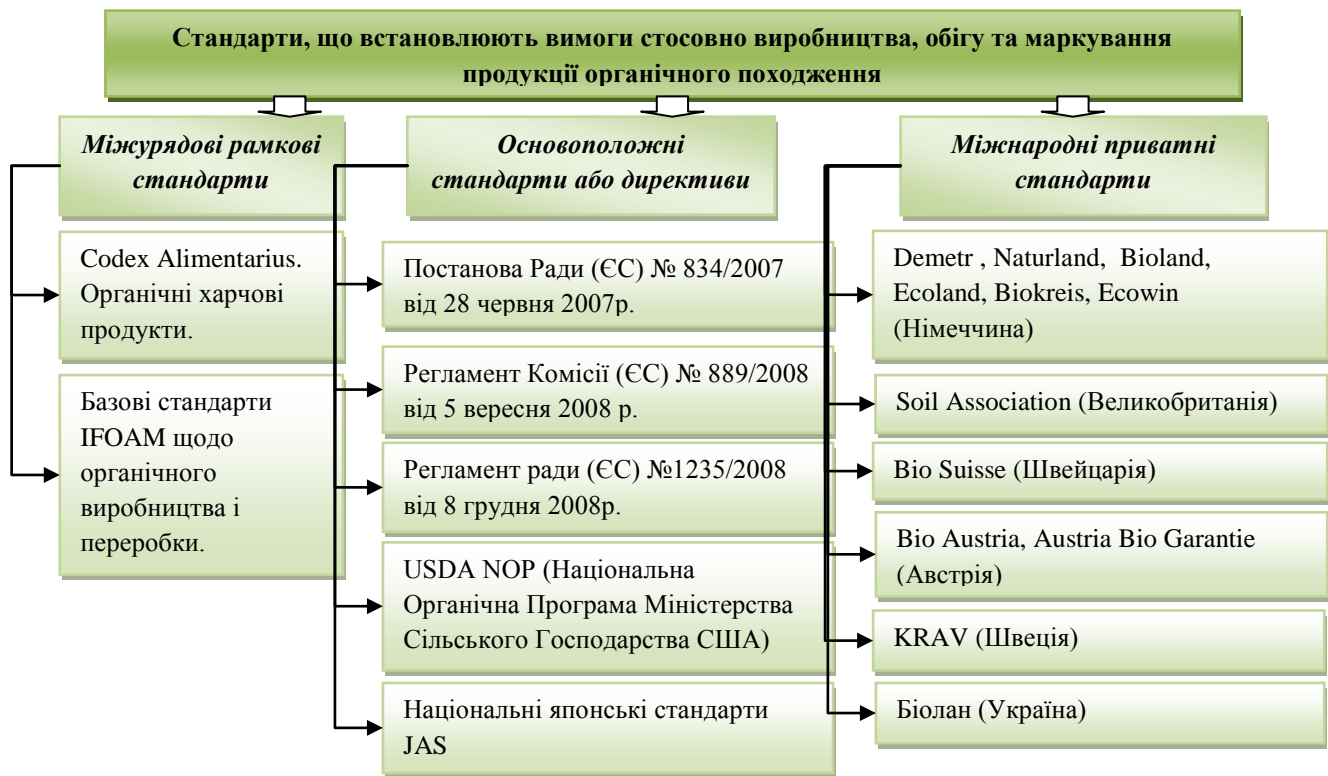 Стандарти, що встановлюють вимоги стосовно виробництва, обігу та маркування
продукції органічного походження
Міжурядові рамкові
стандарти
Codex Alimentarius.
Органічні харчові
продукти.
Базові стандарти
IFOAM щодо
органічного
виробництва і
переробки.
Основоположні
стандарти або директиви
Постанова Ради (ЄС) № 834/2007
від 28 червня 2007р.
Регламент Комісії (ЄС) № 889/2008
від 5 вересня 2008 р.
Регламент ради (ЄС) №1235/2008
від 8 грудня 2008р.
USDA NOP (Національна
Органічна Програма Міністерства
Сільського Господарства США)
Національні японські стандарти
JAS
Міжнародні приватні
стандарти
Demetr , Naturland, Bioland,
Ecoland, Biokreis, Ecowin
(Німеччина)
Soil Association (Великобританія)
Bio Suisse (Швейцарія)
Bio Austria, Austria Bio Garantie
(Австрія)
KRAV (Швеція)
Біолан (Україна)